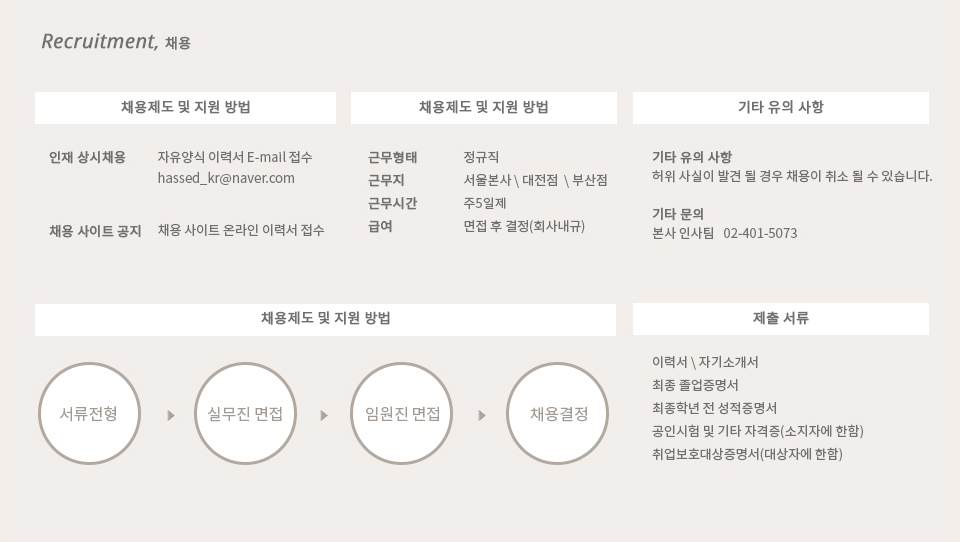 Recruitment, 채용
채용제도 및 지원 방법
인재 상시채용 자유양식 이력서 E-mail 접수
hassed_kr@naver.com
채용 사이트 공지 채용 사이트 온라인 이력서 접수
채용제도 및 지원 방법
근무형태 정규직
근무지 서울본사 \ 대전점 \ 부산점
근무시간 주5일제
급여 면접 후 결정(회사내규)
기타 유의 사항
기타 유의 사항
허위 사실이 발견 될 경우 채용이 취소 될 수 있습니다.
기타 문의
본사 인사팀 02-401-5073
채용제도 및 지원 방법
서류전형
실무진 면접
임원진 면접
채용결정
제출 서류
이력서 \ 자기소개서
최종 졸업증명서
최종학년 전 성적증명서
공인시험 및 기타 자격증(소지자에 한함)
취업보호대상증명서(대상자에 한함)